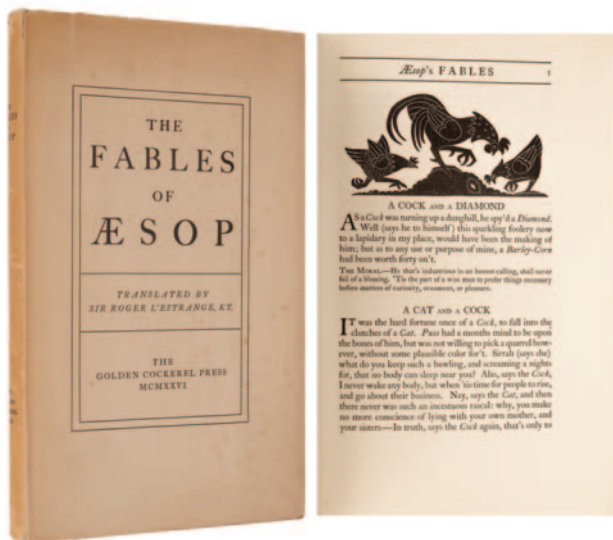 THE
FABLES
OF
ÆSOP
TRANSLATED BY
SIR ROGER L'ESTRANGE, KT.
THE
GOLDEN COCKEREL PRESS
MCMXXVI
Æsop's FABLES 1
A COCK AND A DIAMOND
AS a Cock was turning up a dunghill, he spy'd a Diamond.
Well (says he to himself) this sparkling foolery now
to a lapidary in my place, would have been the making of
him; but as to any use or purpose of mine, a Barley-Corn
had been worth forty on't.
THE MORAL.—He that's industrious in an honest calling, shall never
fail of a blessing. 'Tis the part of a wise man to prefer things necessary
before matters of curiosity, ornament, or pleasure.
A CAT AND A COCK
IT was the hard fortune once of a Cock, to fall into the
clutches of a Cat. Puss had a months mind to be upon
the bones of him, but was not willing to pick a quarrel how-
ever, without some plausible color for't. Sirrah (says she)
what do you keep such a bawling, and screaming a nights
for, that no body can sleep near you? Alas, says the Cock,
I never wake any body, but when 'tis time for people to rise,
and go about their business. Nay, says the Cat, and then
there never was such an incestuous rascal: why, you make
no more conscience of lying with your own mother, and
your sisters—In truth, says the Cock again, that's only to